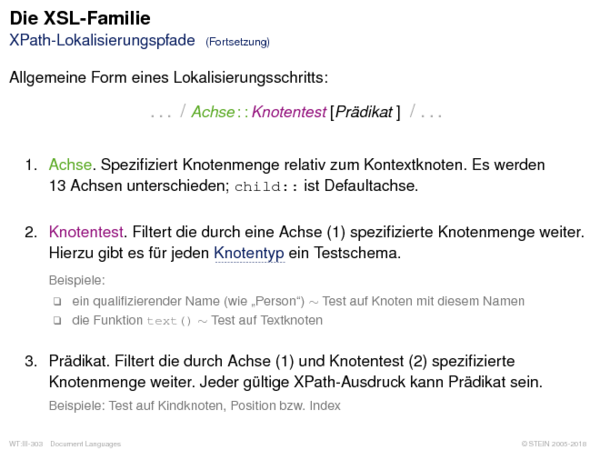 Die XSL-Familie
XPath-Lokalisierungspfade (Fortsetzung)
Allgemeine Form eines Lokalisierungsschritts:
. . . / Achse::Knotentest [Prädikat ] / . . .
1. Achse. Spezifiziert Knotenmenge relativ zum Kontextknoten. Es werden
13 Achsen unterschieden; child:: ist Defaultachse.
2. Knotentest. Filtert die durch eine Achse (1) spezifizierte Knotenmenge weiter.
Hierzu gibt es für jeden Knotentyp ein Testschema.
Beispiele:
❑ ein qualifizierender Name (wie „Person“) ∼ Test auf Knoten mit diesem Namen
❑ die Funktion text() ∼ Test auf Textknoten
3. Prädikat. Filtert die durch Achse (1) und Knotentest (2) spezifizierte
Knotenmenge weiter. Jeder gültige XPath-Ausdruck kann Prädikat sein.
Beispiele: Test auf Kindknoten, Position bzw. Index
WT:III-303 Document Languages © STEIN 2005-2018